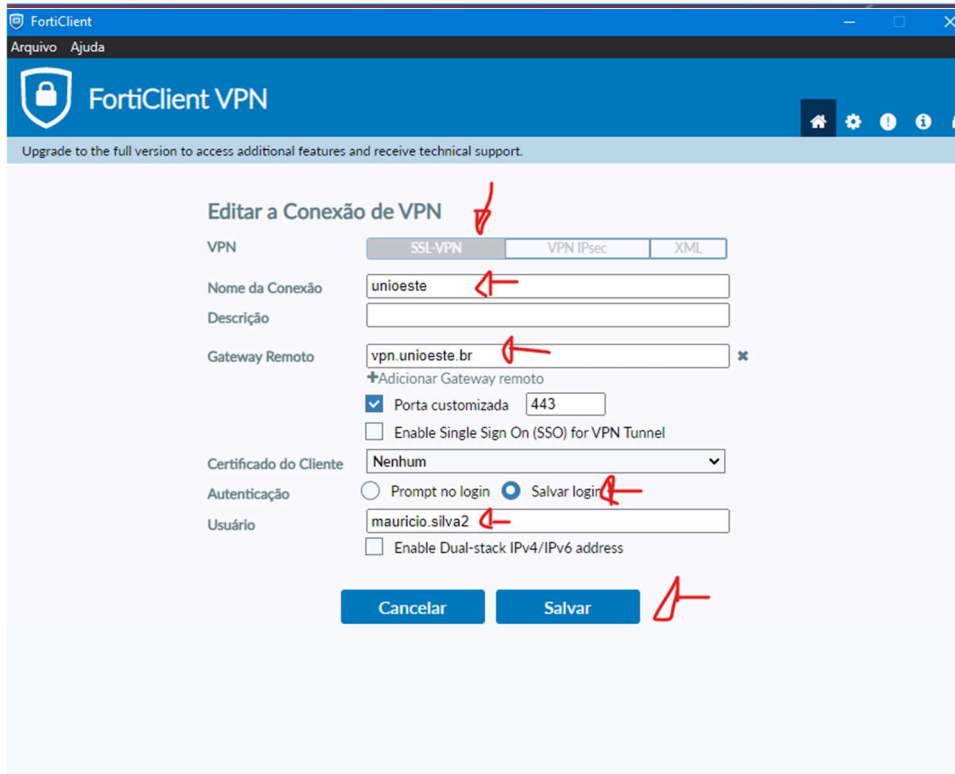 FortiClient
Arquivo Ajuda
FortiClient VPN
Upgrade to the full version to access additional features and receive technical support.
Editar a Conexão de VPN
VPN SSL-VPN VPN IPsec XML
Nome da Conexão unioeste
Descrição
Gateway Remoto vpn.unioeste.br
+Adicionar Gateway remoto
Porta customizada 443
Enable Single Sign On (SSO) for VPN Tunnel
Certificado do Cliente Nenhum
Autenticação Prompt no login Salvar login
Usuário mauricio.silva2
Enable Dual-stack IPv4/IPv6 address
Cancelar Salvar